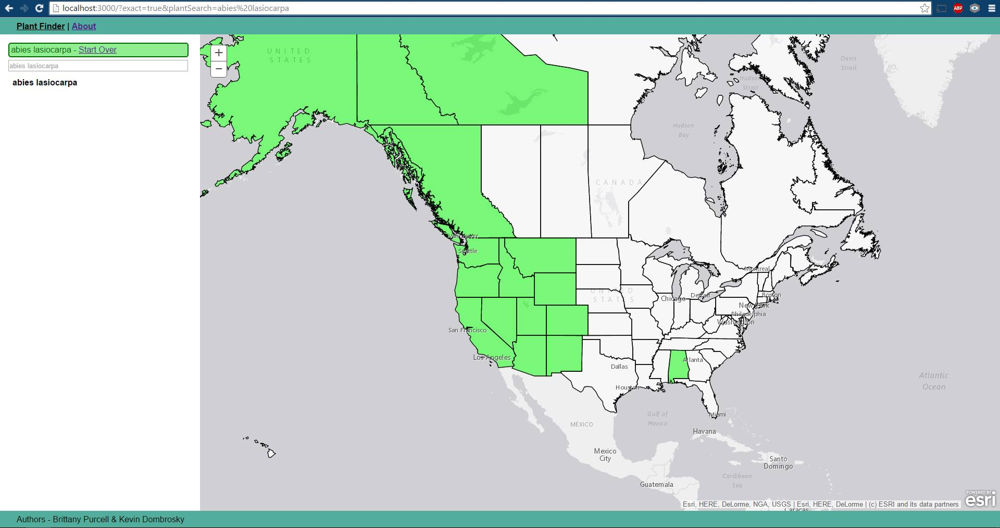 localhost:3000/?exact=true&plantSearch=abies%20lasiocarpa
ABP
Plant Finder | About
abies lasiocarpa - Start Over
abies lasiocarpa
abies lasiocarpa
+
−
UNITED
STATES
Davis
Strait
Hudson
Strait
Hudson
Bay
CANADA
Vancouver
Seattle
Montreal
UNITED
STATES
Chicago
Detroit
Boston
New York
Philadelphia
Washington
San Francisco
Los Angeles
Atlanta
Dallas
Houston
Atlantic
Ocean
Gulf of
Mexico
Miami
MÉXICO
Havana
Mexico
City
Santo
Domingo
Caribbean
Sea
Guatemala
Caracas
POWERED BY
esri
Esri, HERE, DeLorme, NGA, USGS | Esri, HERE, DeLorme | (c) ESRI and its data partners
Authors - Brittany Purcell & Kevin Dombrosky